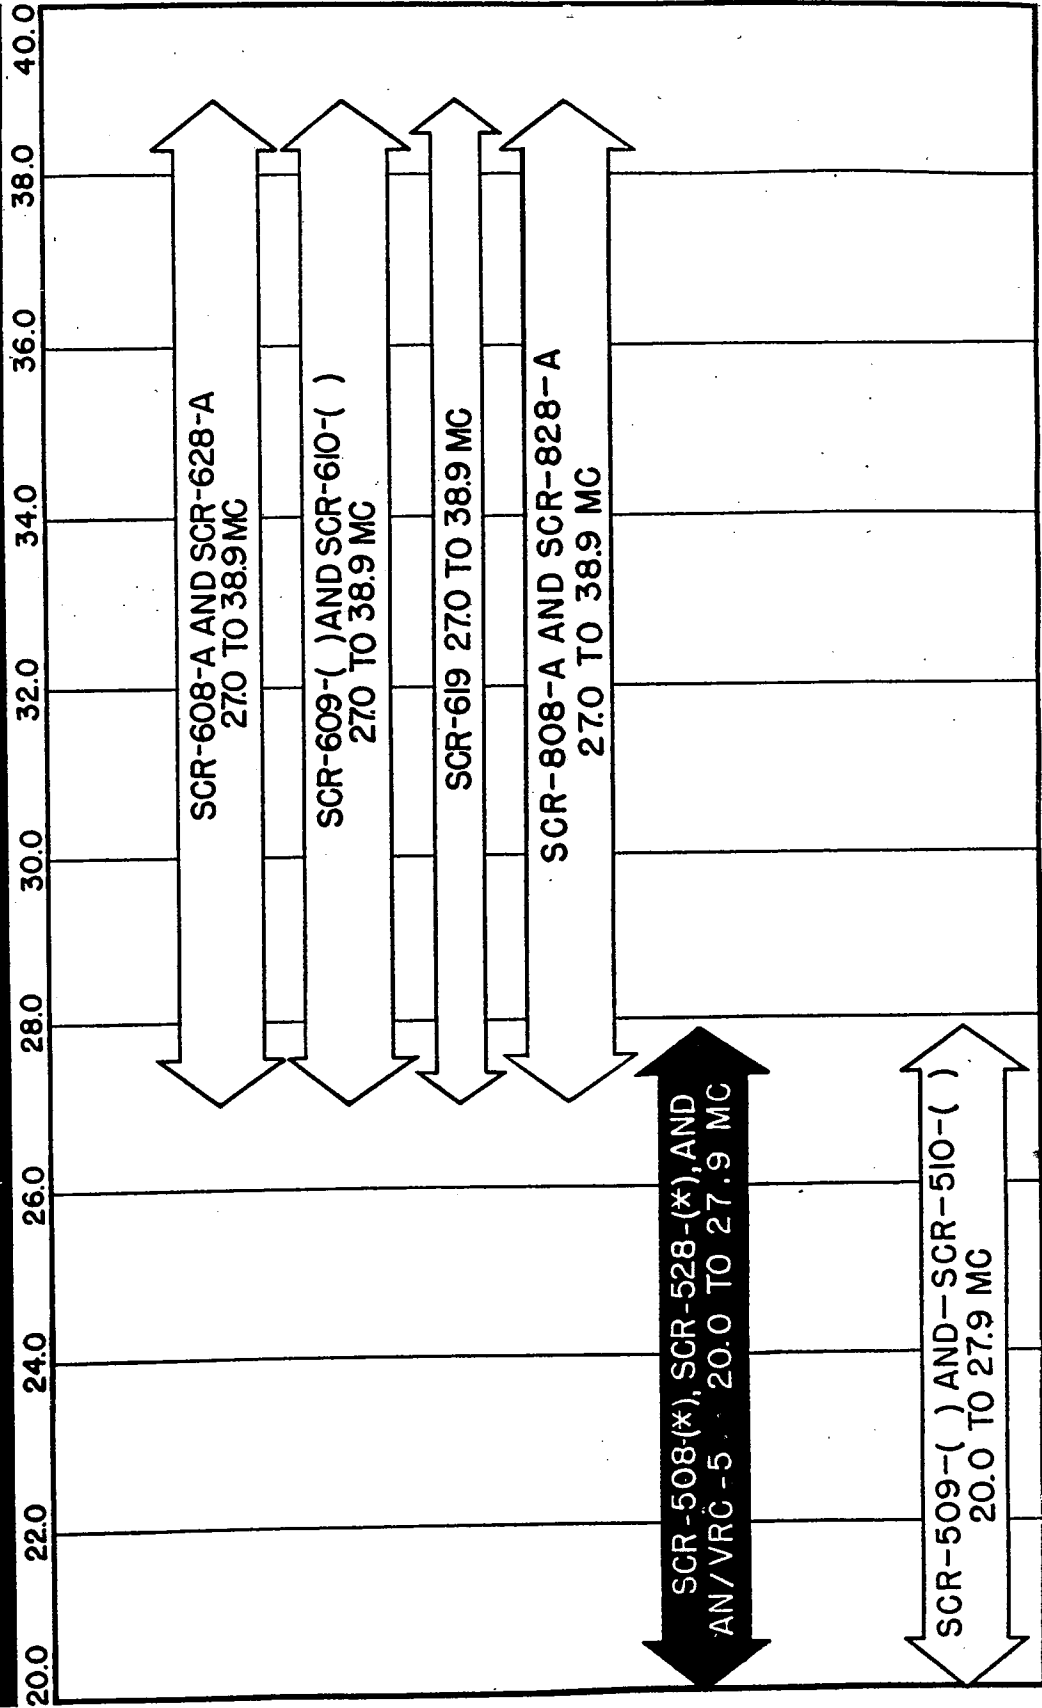 20.0
22.0
24.0
26.0
28.0
30.0
32.0
34.0
36.0
38.0
40.0
SCR-608-A AND SCR-628-A
27.0 TO 38.9 MC
SCR-609-( ) AND SCR-610-( )
27.0 TO 38.9 MC
SCR-619 27.0 TO 38.9 MC
SCR-808-A AND SCR-828-A
27.0 TO 38.9 MC
SCR-508-(*), SCR-528-(*), AND
AN/VRC-5 20.0 TO 27.9 MC
SCR-509-( ) AND-SCR-510-( )
20.0 TO 27.9 MC